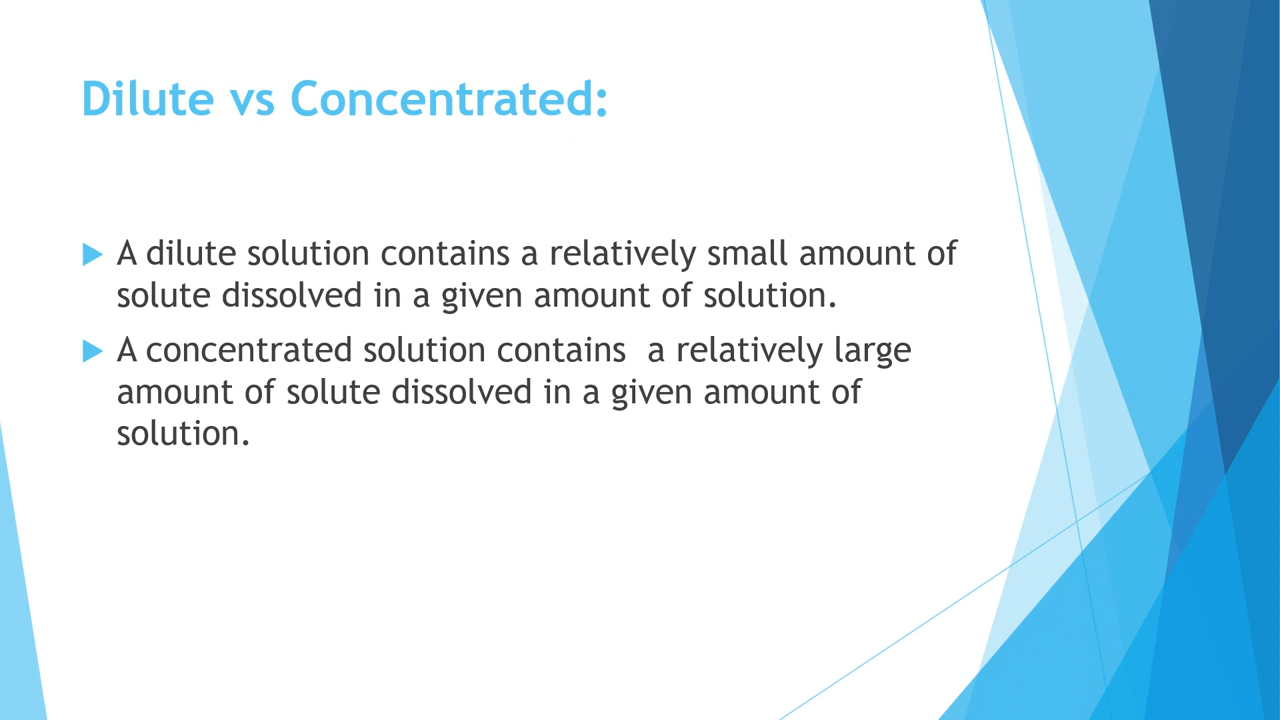 Dilute vs Concentrated:
A dilute solution contains a relatively small amount of
solute dissolved in a given amount of solution.
A concentrated solution contains  a relatively large
amount of solute dissolved in a given amount of
solution.